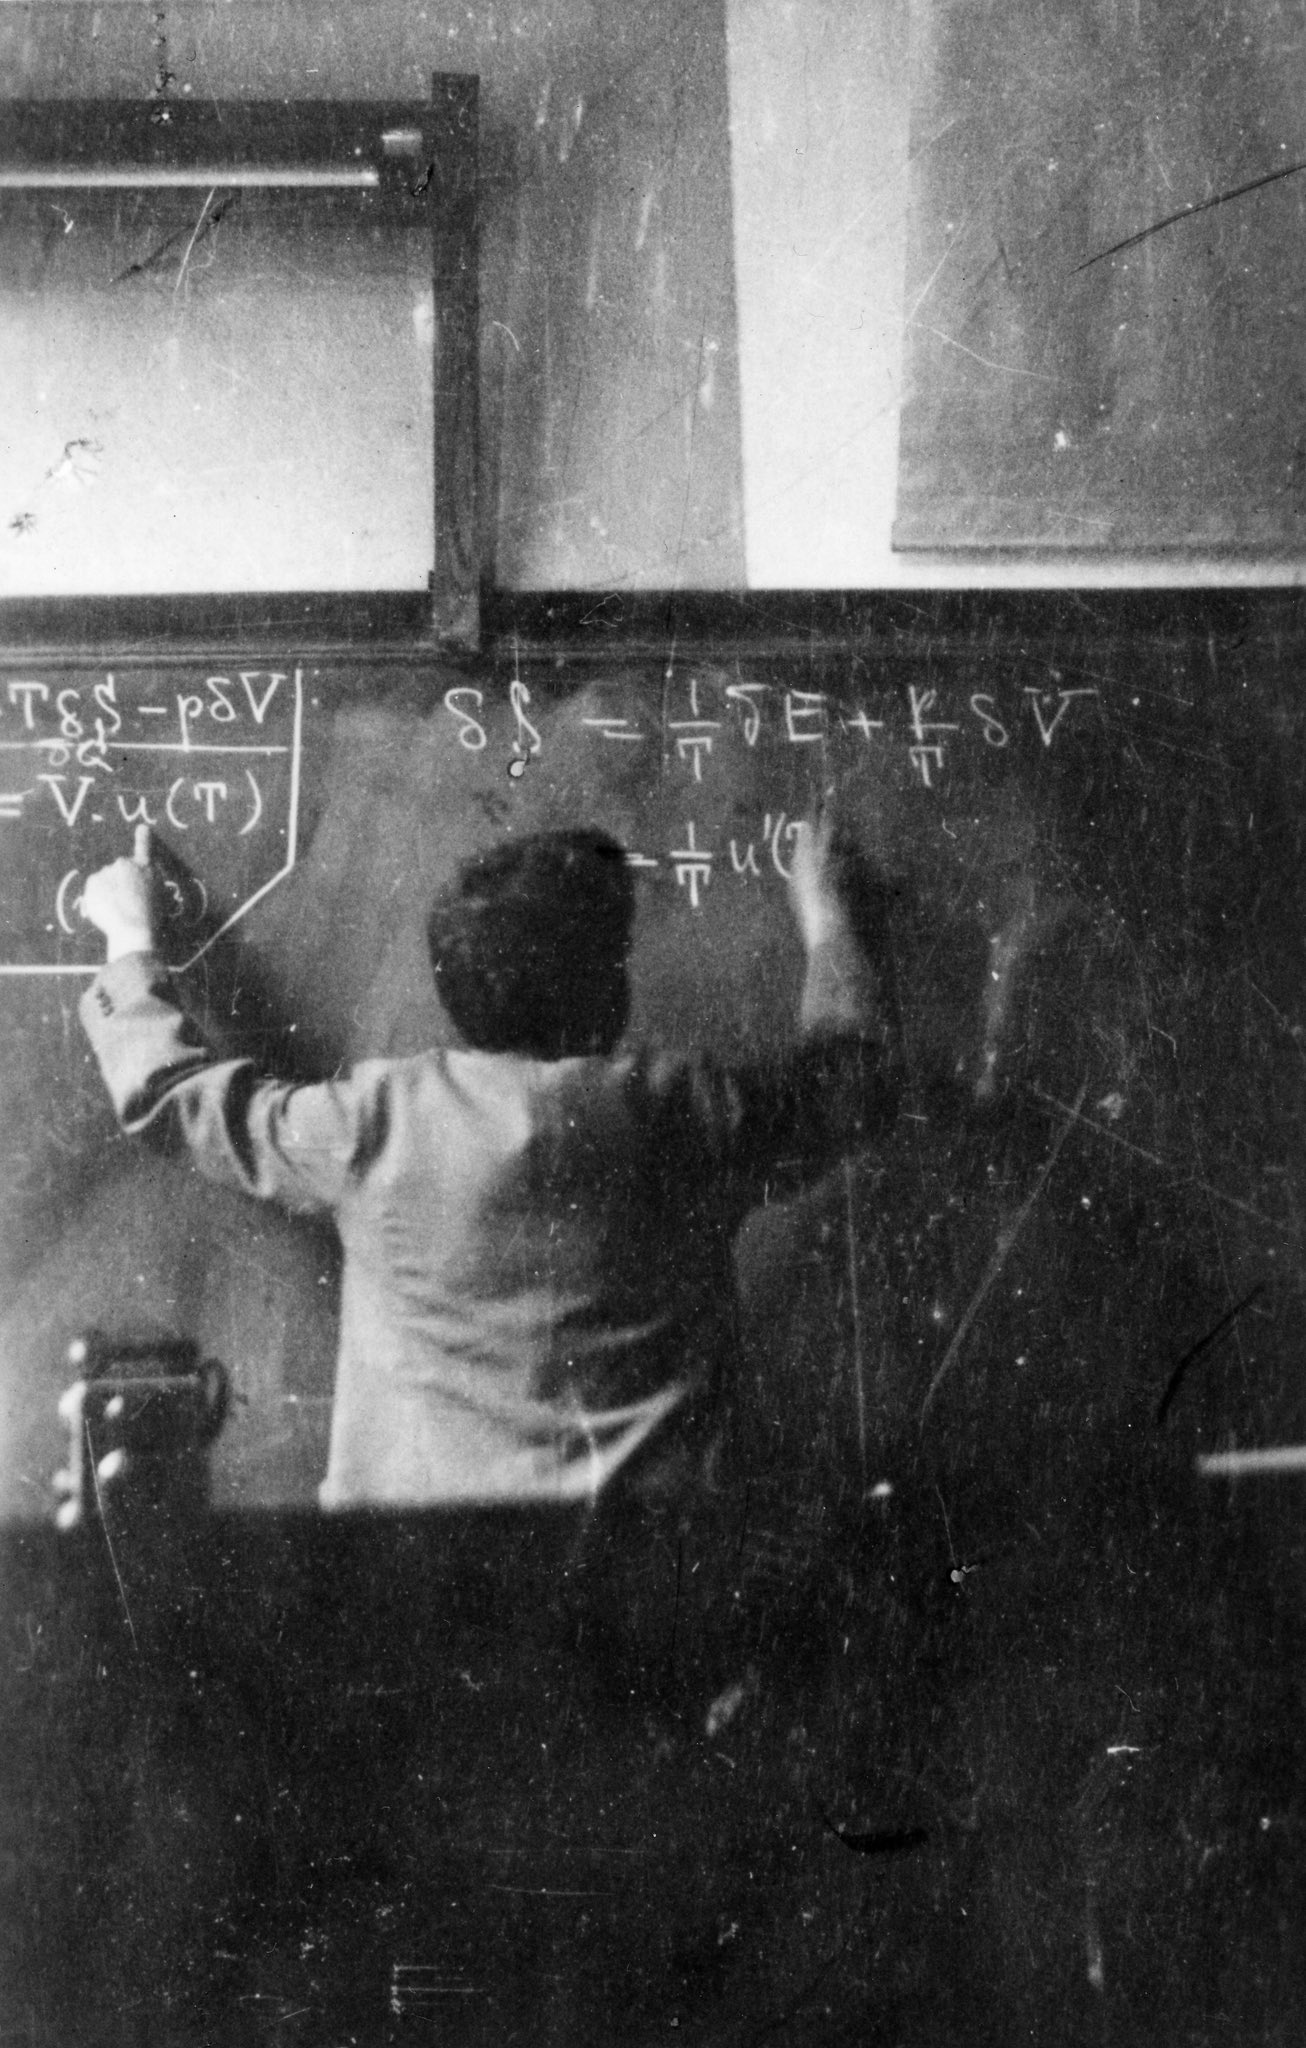 TδS - pδV
δQ
= V.u(T)
δS = 1/T δE + p/T δV
= 1/T u'(